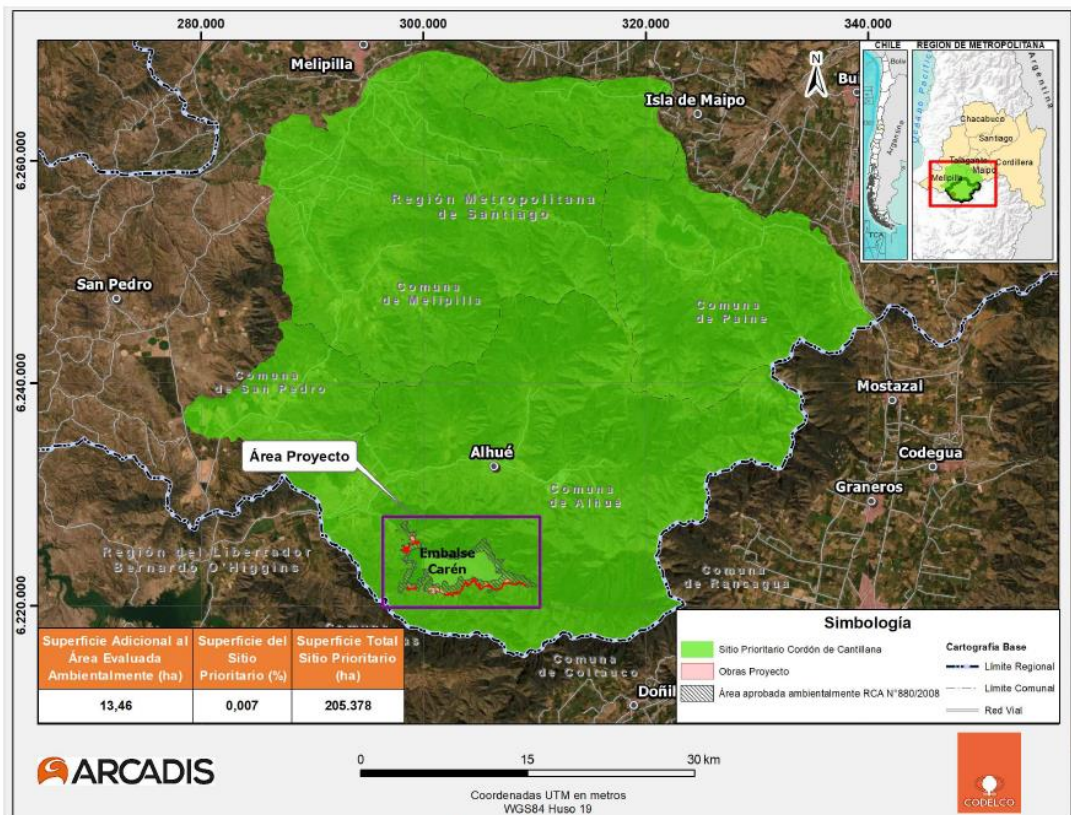 280.000
300.000
320.000
340.000
6.260.000
6.240.000
6.220.000
Melipilla
Isla de Maipo
N
CHILE
REGION DE METROPOLITANA
Argentina
Chacabuco
Santiago
Talagante
Cordillera
Maipo
Melipilla
Región Metropolitana
de Santiago
San Pedro
Comuna
de Melipilla
Comuna
de Paine
Comuna
de San Pedro
Mostazal
Área Proyecto
Alhué
Codegua
Comuna
de Alhué
Graneros
Región del Libertador
Bernardo O'Higgins
Embalse
Carén
Comuna
de Rancagua
Comuna
de Coltauco
Doñil
Superficie Adicional al
Área Evaluada
Ambientalmente (ha)
Superficie del
Sitio
Prioritario (%)
Superficie Total
Sitio Prioritario
(ha)
13,46
0,007
205.378
Simbología
Sitio Prioritario Cordón de Cantillana
Obras Proyecto
Área aprobada ambientalmente RCA N°880/2008
Cartografía Base
Límite Regional
Límite Comunal
Red Vial
ARCADIS
0
15
30 km
Coordenadas UTM en metros
WGS84 Huso 19
CODELCO